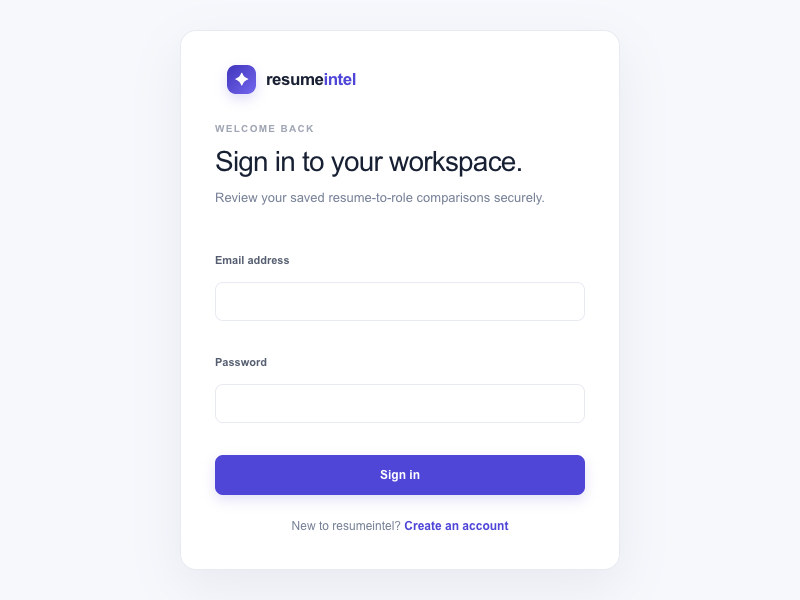 resumeintel
WELCOME BACK
Sign in to your workspace.
Review your saved resume-to-role comparisons securely.
Email address
Password
Sign in
New to resumeintel? Create an account